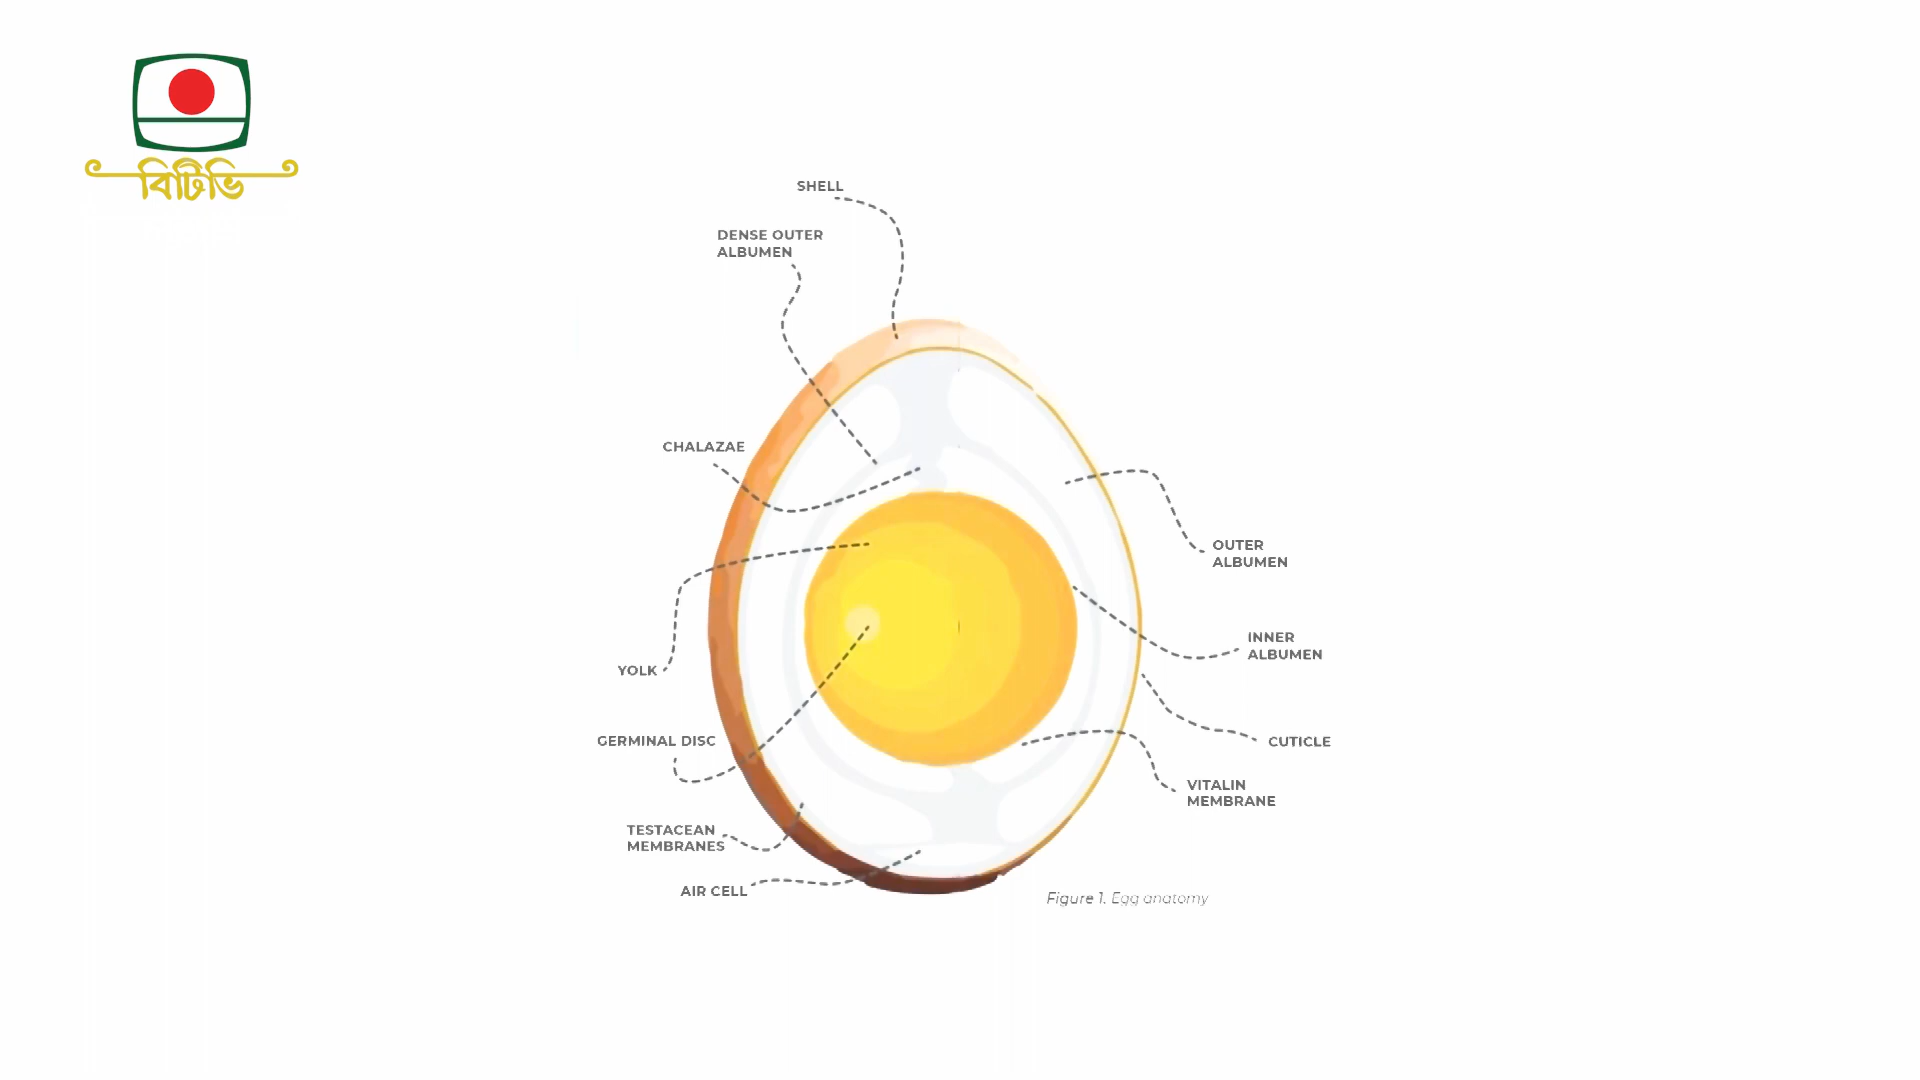 বিটিভি
SHELL
DENSE OUTER
ALBUMEN
CHALAZAE
OUTER
ALBUMEN
INNER
ALBUMEN
YOLK
GERMINAL DISC
CUTICLE
VITALIN
MEMBRANE
TESTACEAN
MEMBRANES
AIR CELL
Figure 1. Egg anatomy